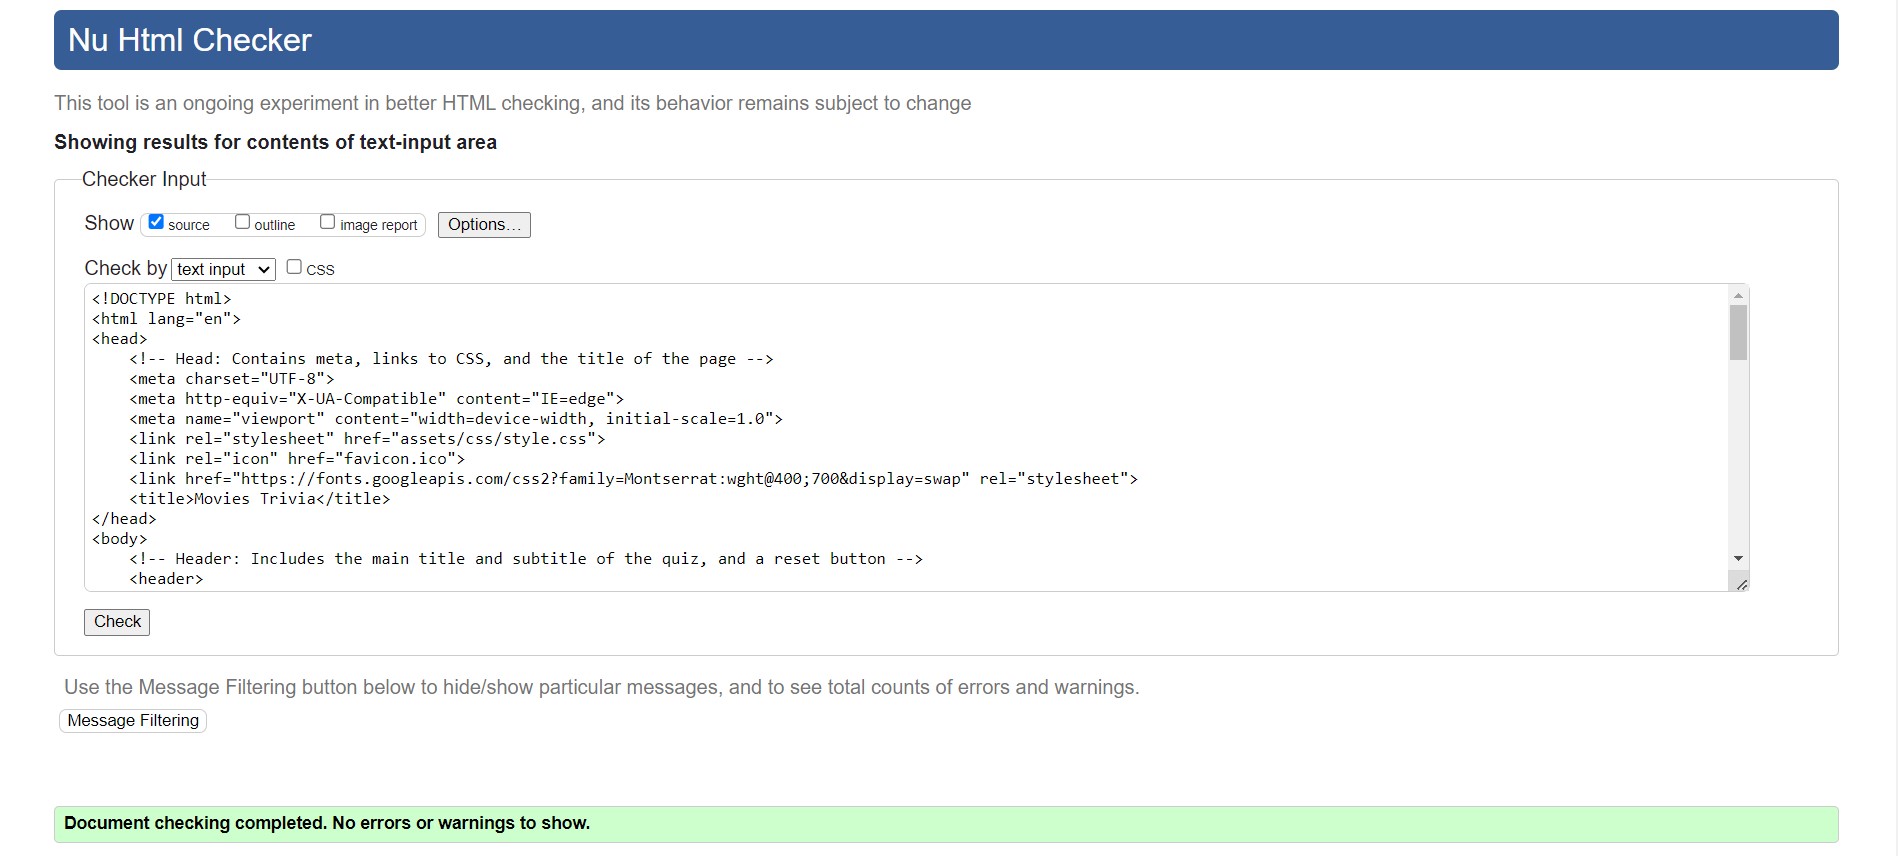 Nu Html Checker
This tool is an ongoing experiment in better HTML checking, and its behavior remains subject to change
Showing results for contents of text-input area
Checker Input
Show source outline image report Options...
Check by text input CSS
<!DOCTYPE html>
<html lang="en">
<head>
    <!-- Head: Contains meta, links to CSS, and the title of the page -->
    <meta charset="UTF-8">
    <meta http-equiv="X-UA-Compatible" content="IE=edge">
    <meta name="viewport" content="width=device-width, initial-scale=1.0">
    <link rel="stylesheet" href="assets/css/style.css">
    <link rel="icon" href="favicon.ico">
    <link href="https://fonts.googleapis.com/css2?family=Montserrat:wght@400;700&display=swap" rel="stylesheet">
    <title>Movies Trivia</title>
</head>
<body>
    <!-- Header: Includes the main title and subtitle of the quiz, and a reset button -->
    <header>
Check
Use the Message Filtering button below to hide/show particular messages, and to see total counts of errors and warnings.
Message Filtering
Document checking completed. No errors or warnings to show.